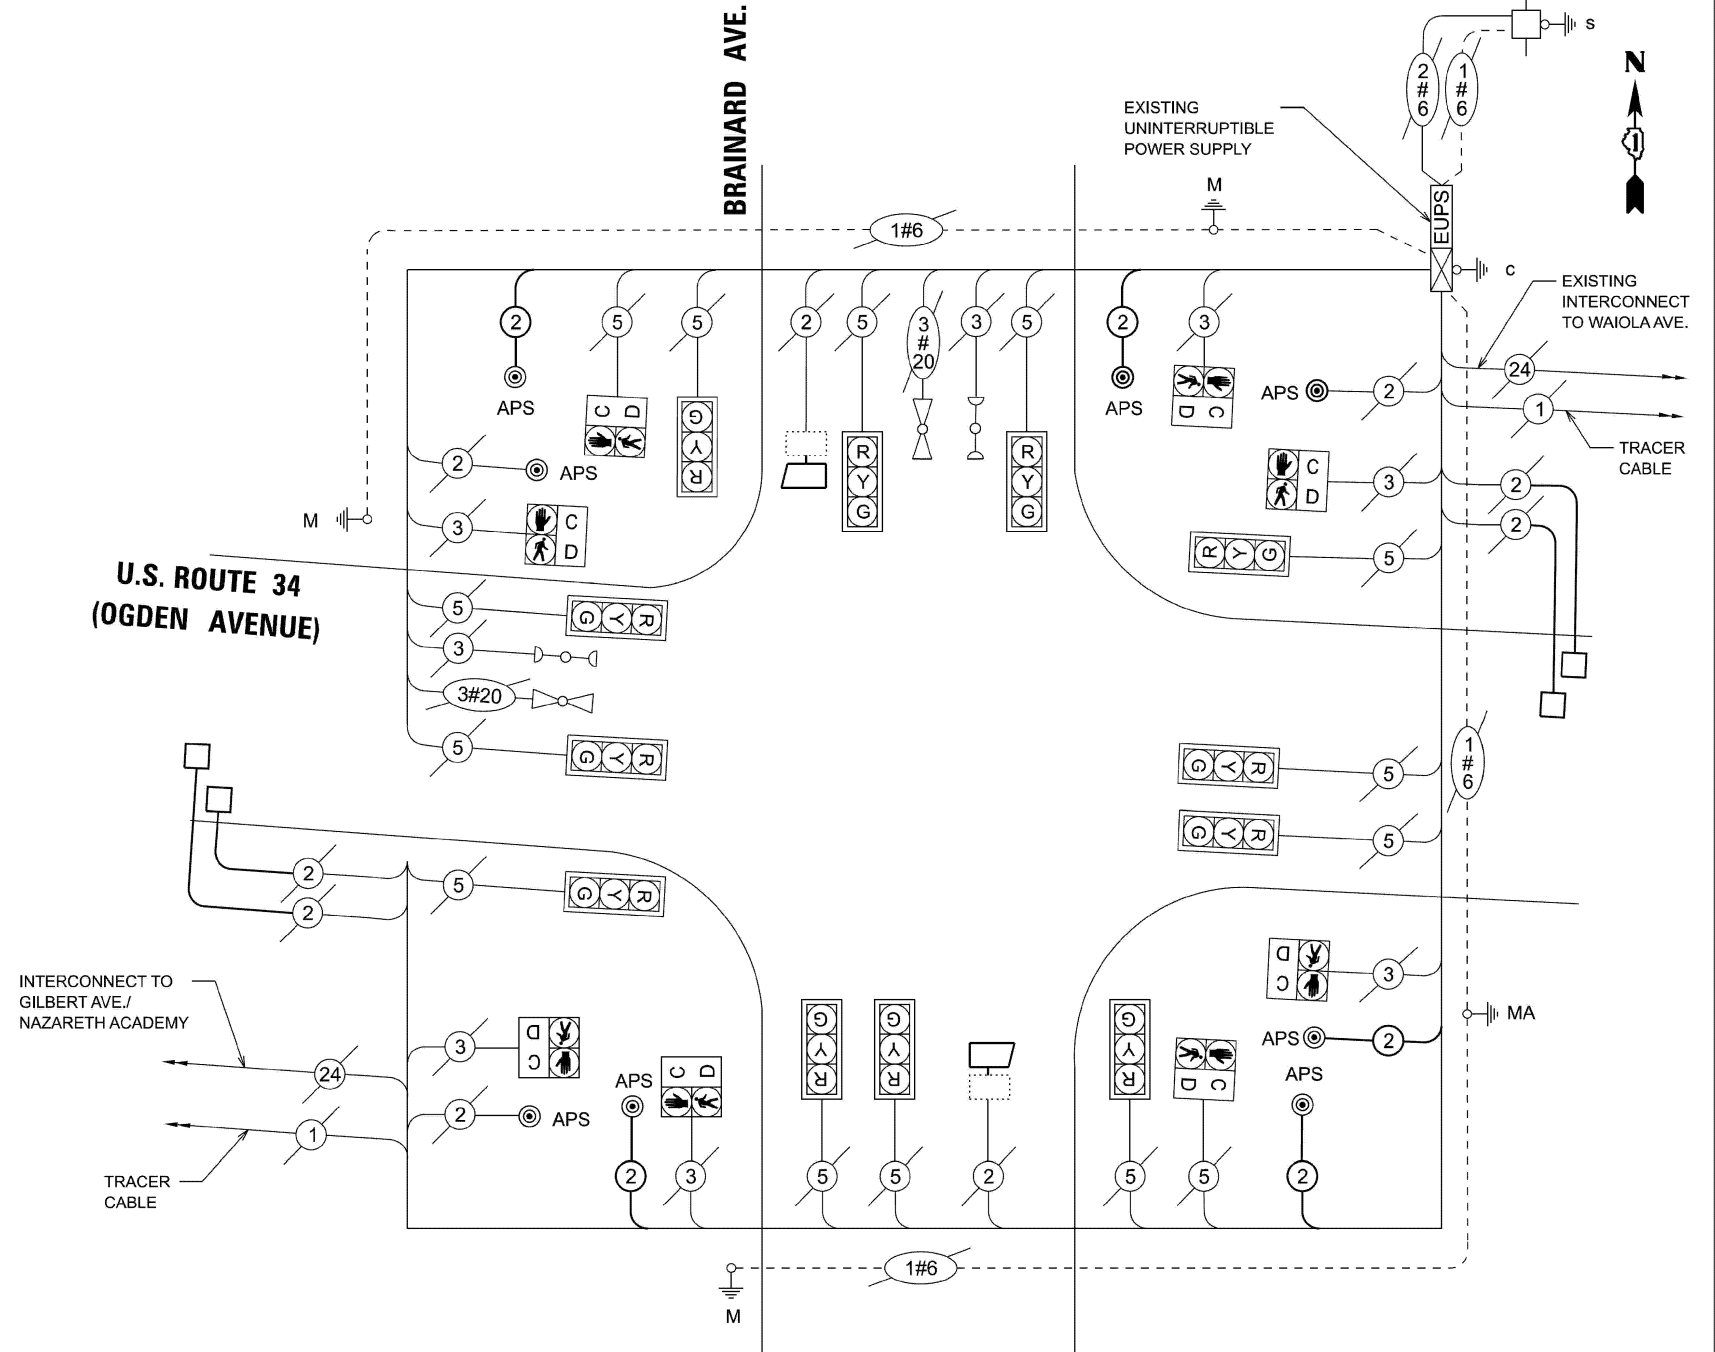 BRAINARD AVE.
2
#
6
1
#
6
S
N
1
EXISTING
UNINTERRUPTIBLE
POWER SUPPLY
M
1#6
EUPS
C
EXISTING
INTERCONNECT
TO WAIOLA AVE.
2
5
5
2
5
3
#
20
3
5
2
3
APS
C D
G
Y
R
R
Y
G
R
Y
G
APS
D C
APS
2
24
1
TRACER
CABLE
2
APS
M
3
C
D
C
D
3
2
2
R Y G
5
U.S. ROUTE 34
(OGDEN AVENUE)
5
G Y R
3
3#20
5
G Y R
G Y R
5
1
#
6
G Y R
5
2
2
5
G Y R
INTERCONNECT TO
GILBERT AVE./
NAZARETH ACADEMY
24
1
TRACER
CABLE
3
D
C
2
APS
APS
C D
2
3
G
Y
R
G
Y
R
5
5
2
G
Y
R
5
D C
5
D
C
3
APS
2
APS
2
MA
1#6
M